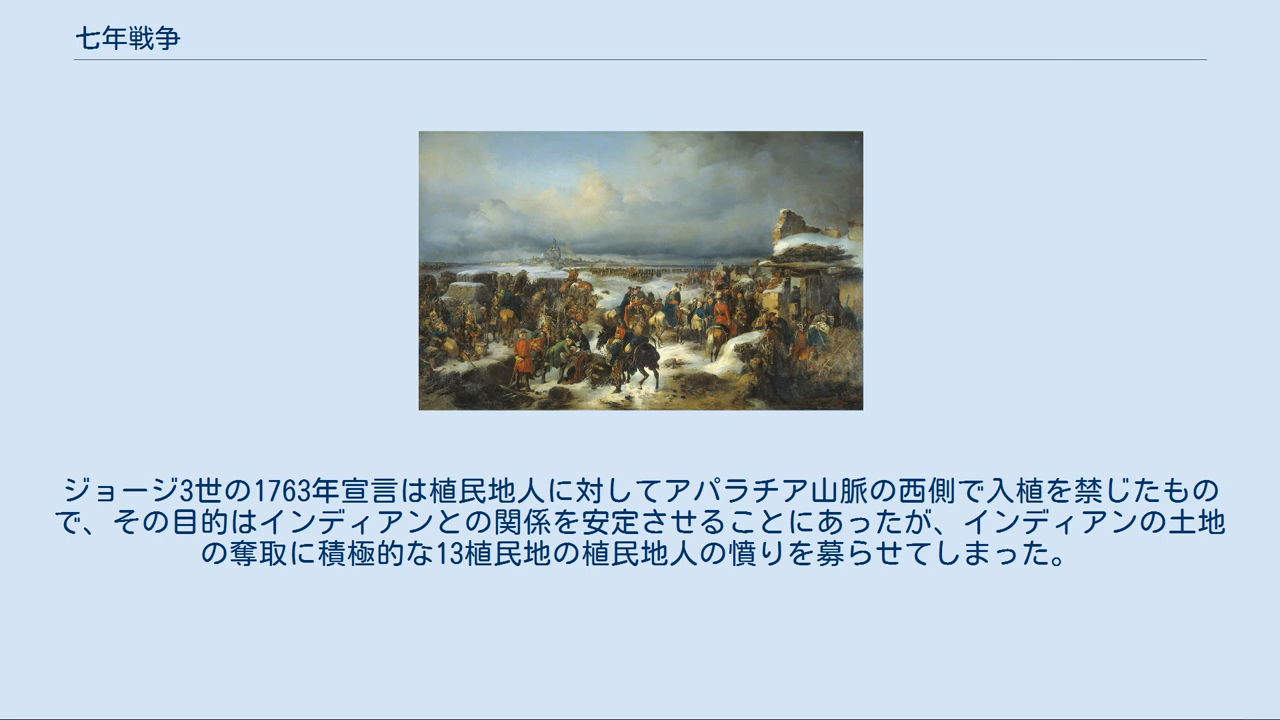 七年戦争
ジョージ3世の1763年宣言は植民地人に対してアパラチア山脈の西側で入植を禁じたもの
で、その目的はインディアンとの関係を安定させることにあったが、インディアンの土地
の奪取に積極的な13植民地の植民地人の憤りを募らせてしまった。